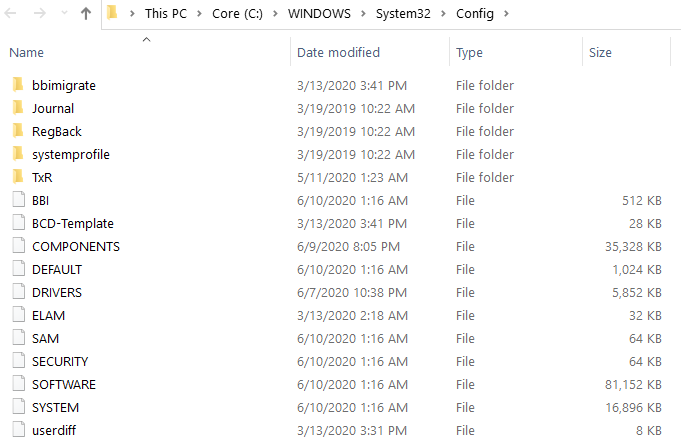 This PC > Core (C:) > WINDOWS > System32 > Config >
Name Date modified Type Size
bbimigrate 3/13/2020 3:41 PM File folder
Journal 3/19/2019 10:22 AM File folder
RegBack 3/19/2019 10:22 AM File folder
systemprofile 3/19/2019 10:22 AM File folder
TxR 5/11/2020 1:23 AM File folder
BBI 6/10/2020 1:16 AM File 512 KB
BCD-Template 3/13/2020 3:41 PM File 28 KB
COMPONENTS 6/9/2020 8:05 PM File 35,328 KB
DEFAULT 6/10/2020 1:16 AM File 1,024 KB
DRIVERS 6/7/2020 10:38 PM File 5,852 KB
ELAM 3/13/2020 2:18 AM File 32 KB
SAM 6/10/2020 1:16 AM File 64 KB
SECURITY 6/10/2020 1:16 AM File 64 KB
SOFTWARE 6/10/2020 1:16 AM File 81,152 KB
SYSTEM 6/10/2020 1:16 AM File 16,896 KB
userdiff 3/13/2020 3:31 PM File 8 KB